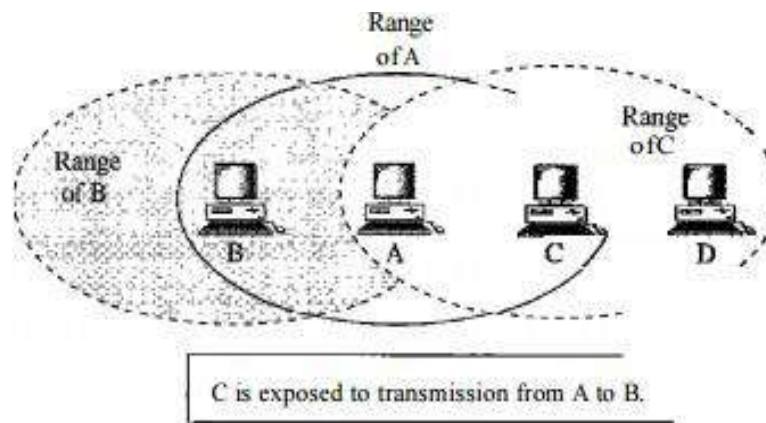 Range
of A
Range
of B
Range
of C
B
A
C
D
C is exposed to transmission from A to B.